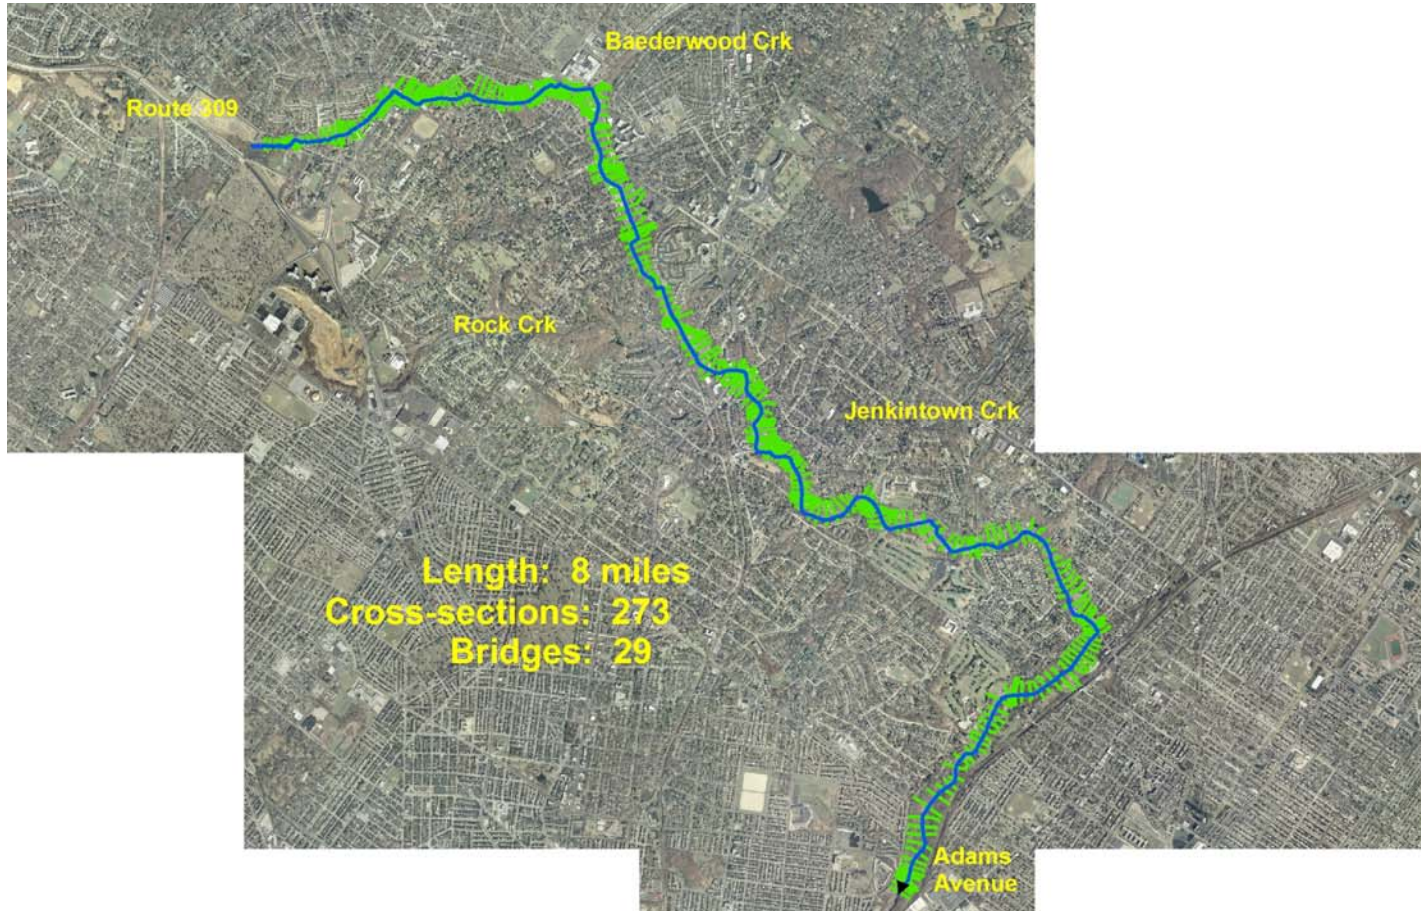 Baederwood Crk
Route 309
Rock Crk
Jenkintown Crk
Length: 8 miles
Cross-sections: 273
Bridges: 29
Adams
Avenue